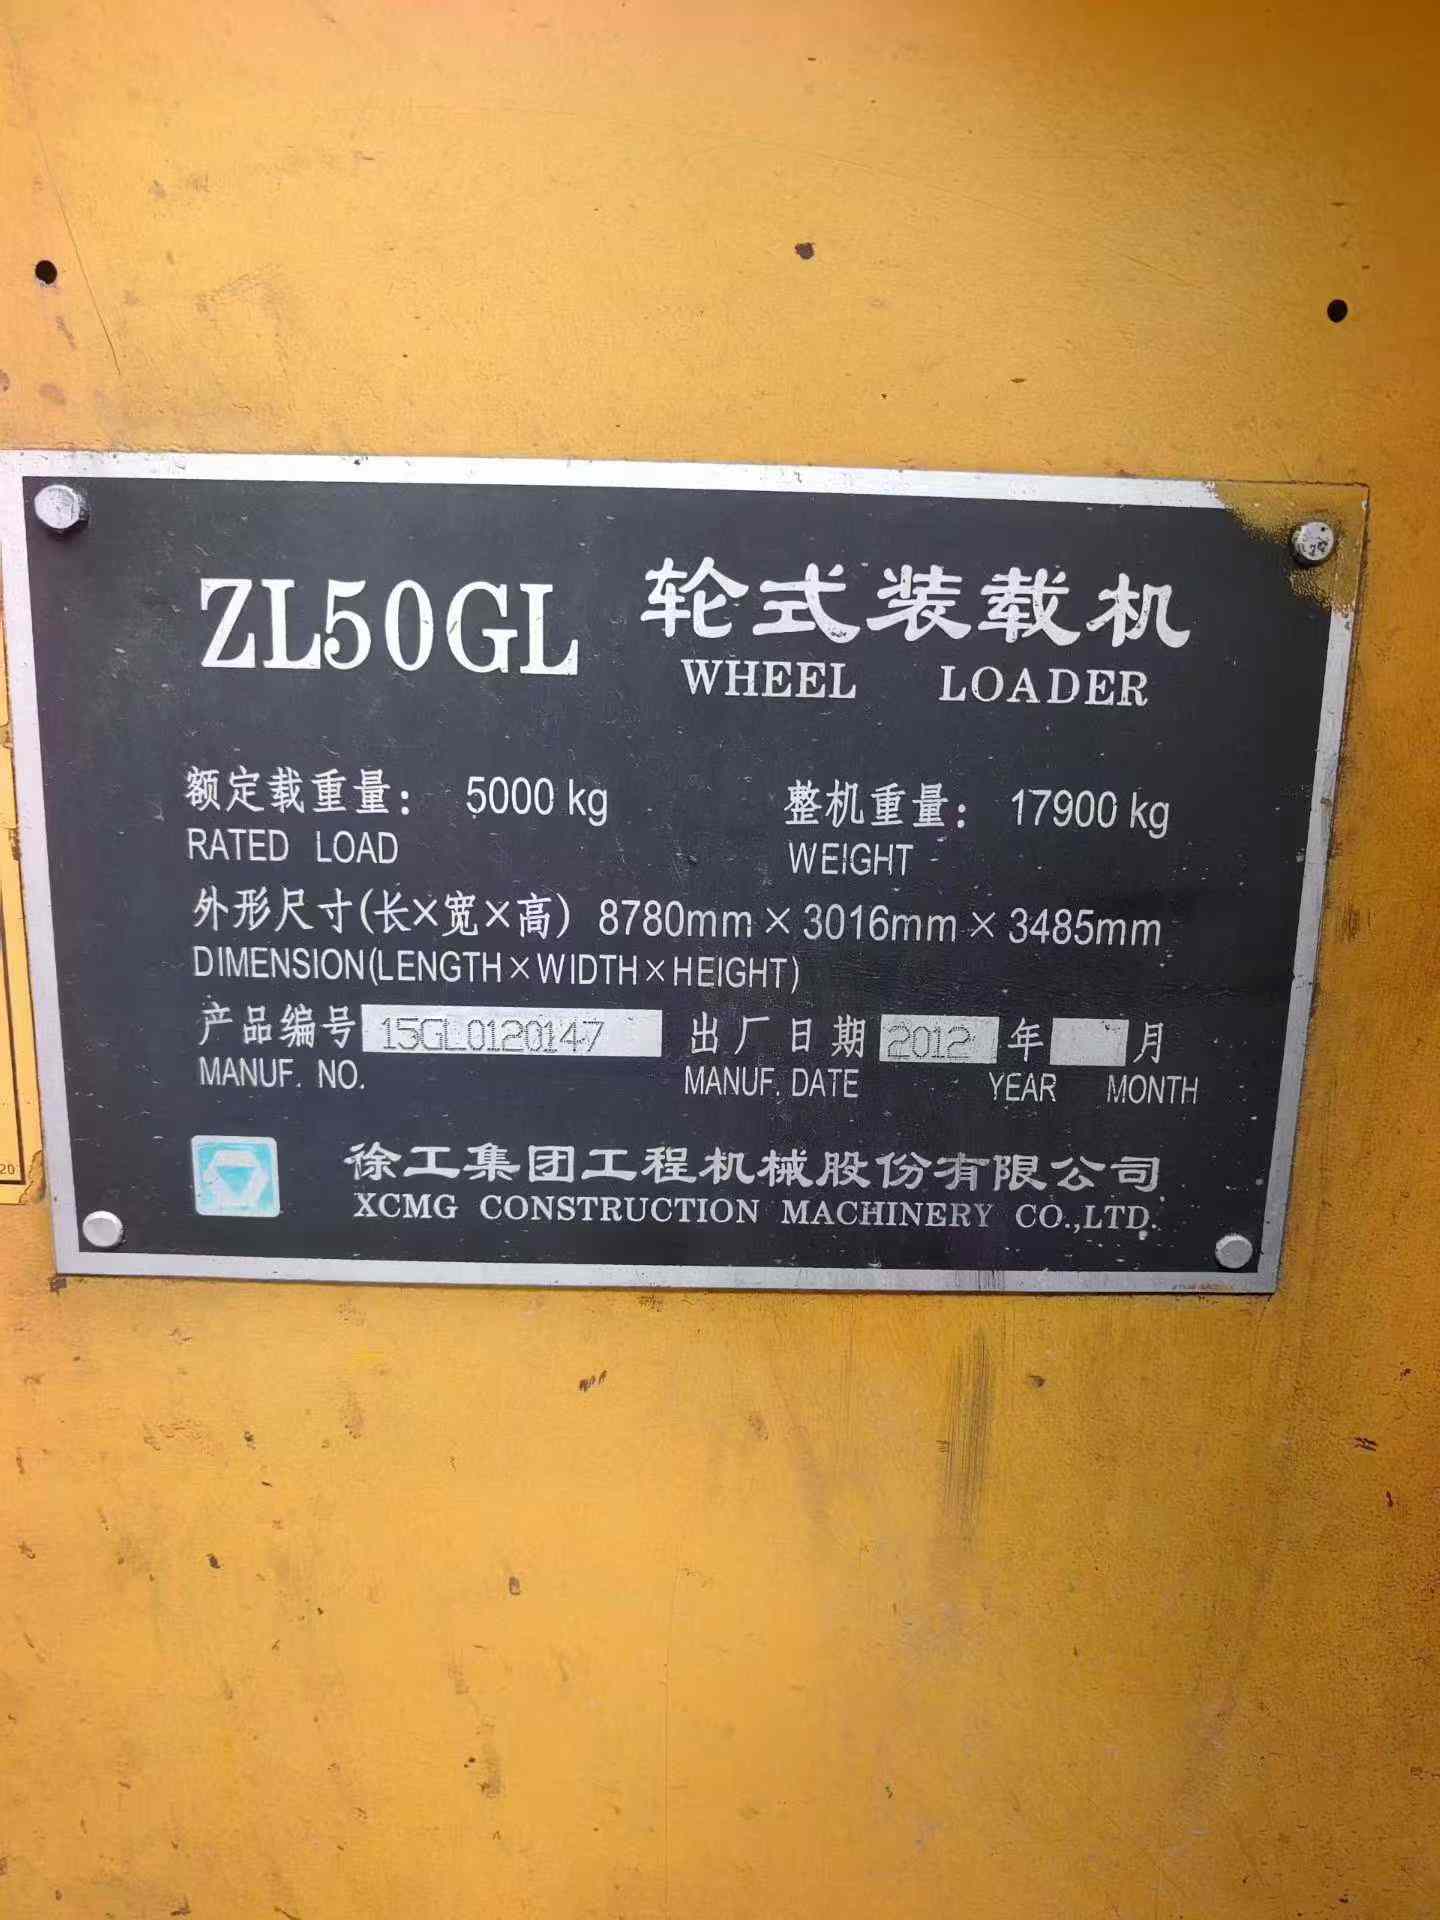 ZL50GL 轮式装载机
WHEEL LOADER
额定载重量: 5000 kg 整机重量: 17900 kg
RATED LOAD WEIGHT
外形尺寸(长×宽×高) 8780mm×3016mm×3485mm
DIMENSION(LENGTH×WIDTH×HEIGHT)
产品编号 15GL0120147 出厂日期 2012 年 月
MANUF. NO. MANUF. DATE YEAR MONTH
徐工集团工程机械股份有限公司
XCMG CONSTRUCTION MACHINERY CO.,LTD.